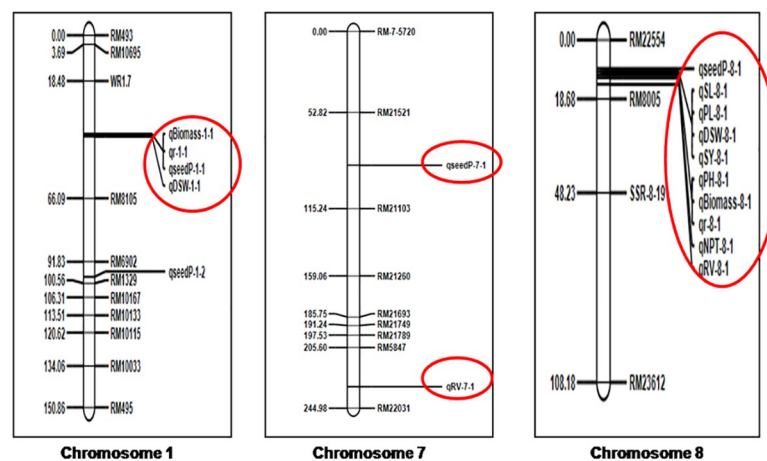 0.00 RM493
3.69 RM10695
18.48 WR1.7
qBiomass-1-1
qr-1-1
qseedP-1-1
qDSW-1-1
66.09 RM8105
91.83 RM6902
qseedP-1-2
100.56 RM1329
106.31 RM10167
113.51 RM10133
120.62 RM10115
134.06 RM10033
150.86 RM495
Chromosome 1
0.00 RM-7-5720
52.82 RM21521
qseedP-7-1
115.24 RM21103
159.06 RM21260
185.75 RM21693
191.24 RM21749
197.53 RM21789
205.60 RM5847
qRV-7-1
244.98 RM22031
Chromosome 7
0.00 RM22554
qseedP-8-1
qSL-8-1
18.68 RM8005
qPL-8-1
qDSW-8-1
qSY-8-1
qPH-8-1
48.23 SSR-8-19
qBiomass-8-1
qr-8-1
qNPT-8-1
qRV-8-1
108.18 RM23612
Chromosome 8